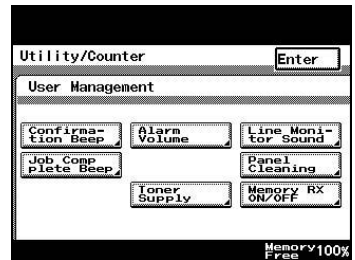 Utility/Counter
Enter
User Management
Confirma-
tion Beep
Alarm
Volume
Line Moni-
tor Sound
Job Comp
plete Beep
Panel
Cleaning
Toner
Supply
Memory RX
ON/OFF
Memory 100%
Free